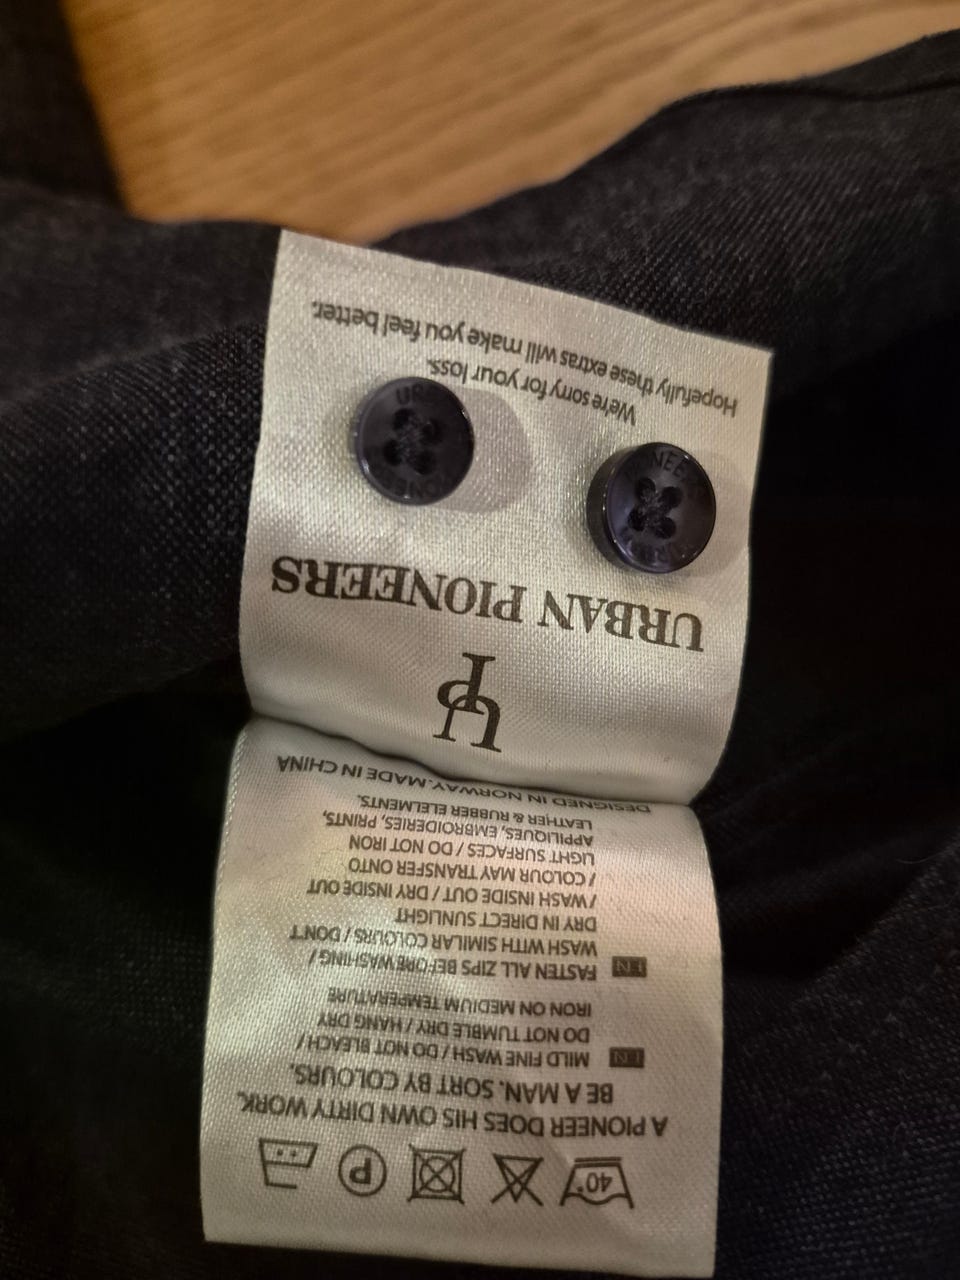 40° P
A PIONEER DOES HIS OWN DIRTY WORK.
BE A MAN. SORT BY COLOURS.
EN MILD FINE WASH / DO NOT BLEACH /
DO NOT TUMBLE DRY / HANG DRY
IRON ON MEDIUM TEMPERATURE
EN FASTEN ALL ZIPS BEFORE WASHING /
WASH WITH SIMILAR COLOURS / DON'T
DRY IN DIRECT SUNLIGHT
/ WASH INSIDE OUT / DRY INSIDE OUT
/ COLOUR MAY TRANSFER ONTO
LIGHT SURFACES / DO NOT IRON
APPLIQUES, EMBROIDERIES, PRINTS,
LEATHER & RUBBER ELELMENTS.
DESIGNED IN NORWAY. MADE IN CHINA
UP
URBAN PIONEERS
We're sorry for your loss.
Hopefully these extras will make you feel better.